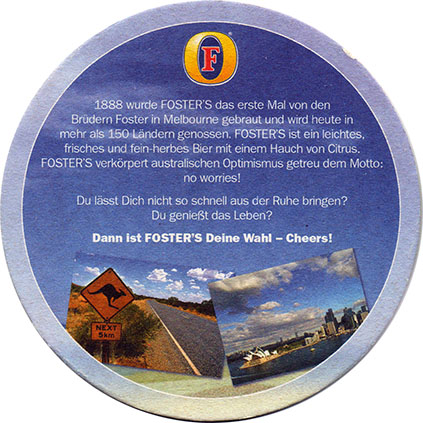 F
1888 wurde FOSTER'S das erste Mal von den
Brüdern Foster in Melbourne gebraut und wird heute in
mehr als 150 Ländern genossen. FOSTER'S ist ein leichtes,
frisches und fein-herbes Bier mit einem Hauch von Citrus.
FOSTER'S verkörpert australischen Optimismus getreu dem Motto:
no worries!
Du lässt Dich nicht so schnell aus der Ruhe bringen?
Du genießt das Leben?
Dann ist FOSTER'S Deine Wahl – Cheers!
NEXT
5km